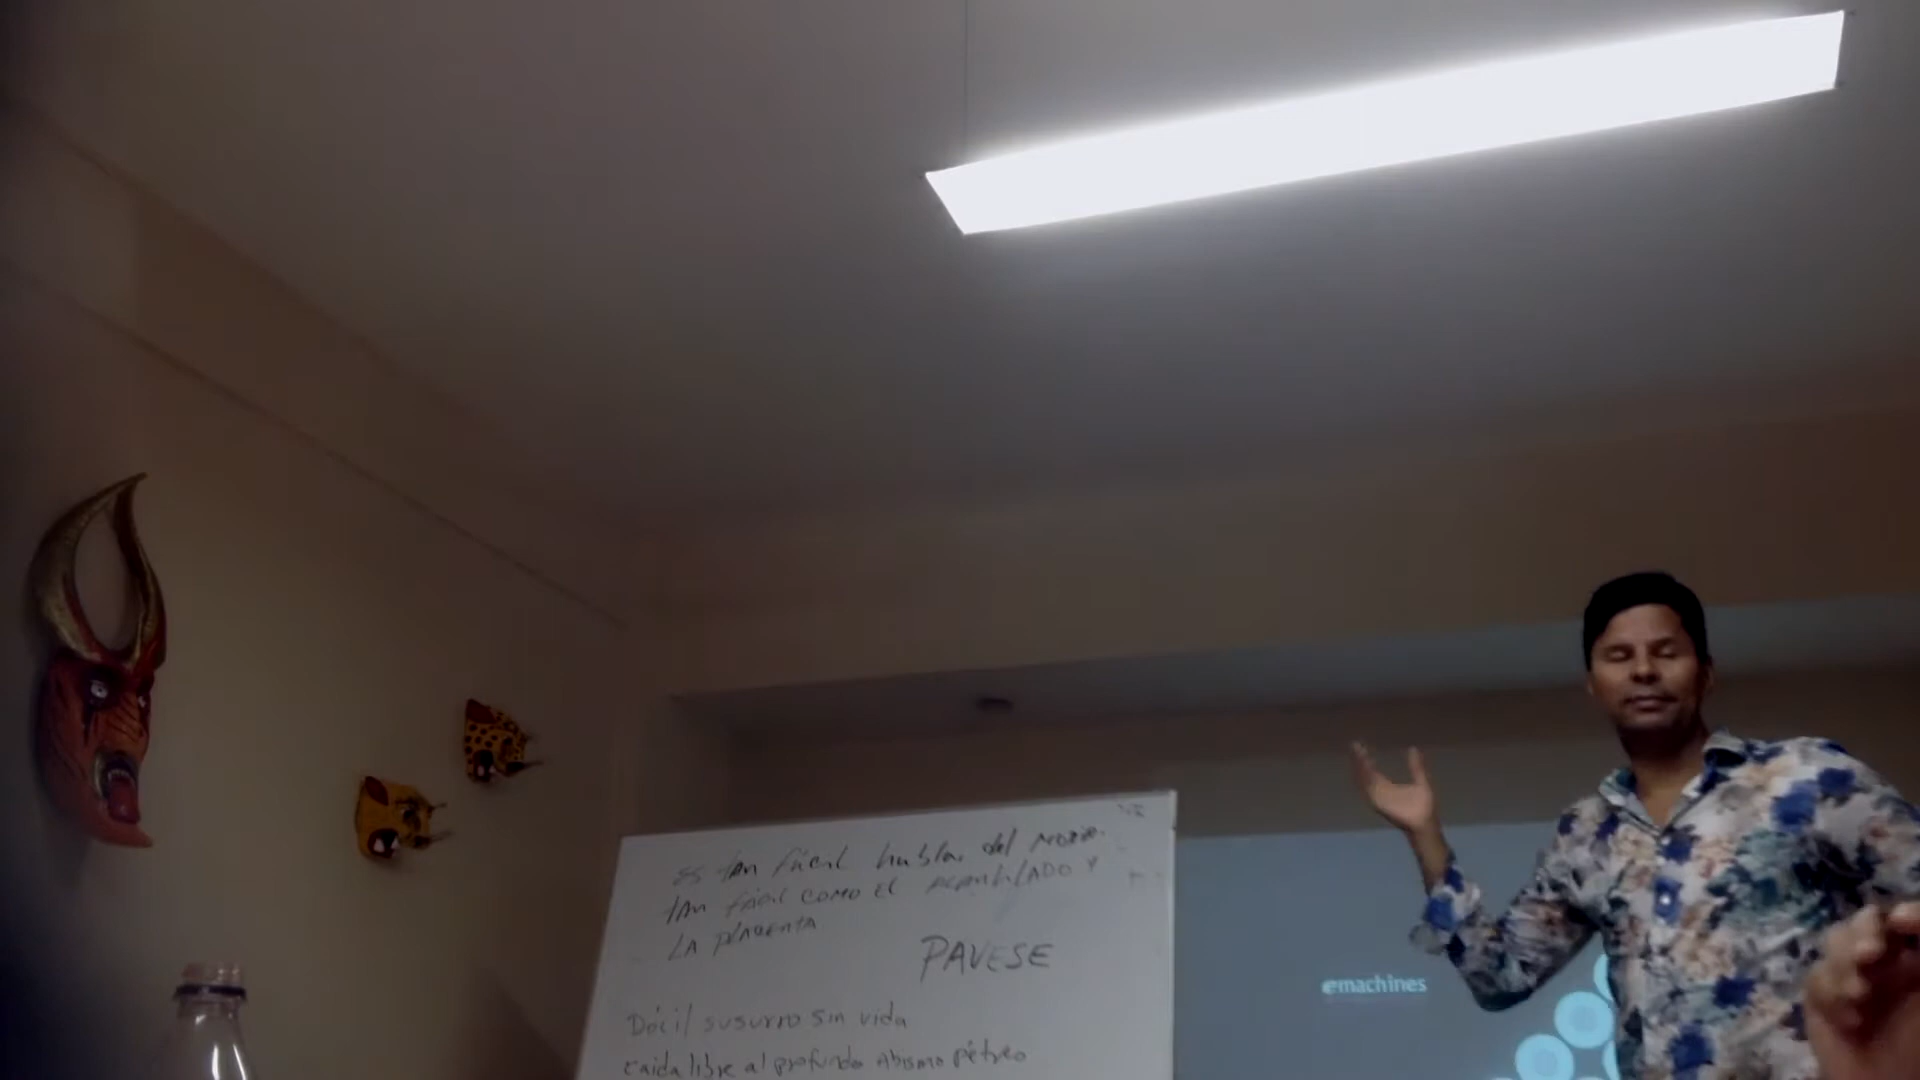 Es tan fácil hablar del
tan fácil como el acantilado y
la placenta
PAVESE
Dócil susurro sin vida
caida libre al profundo abismo pétreo
emachines